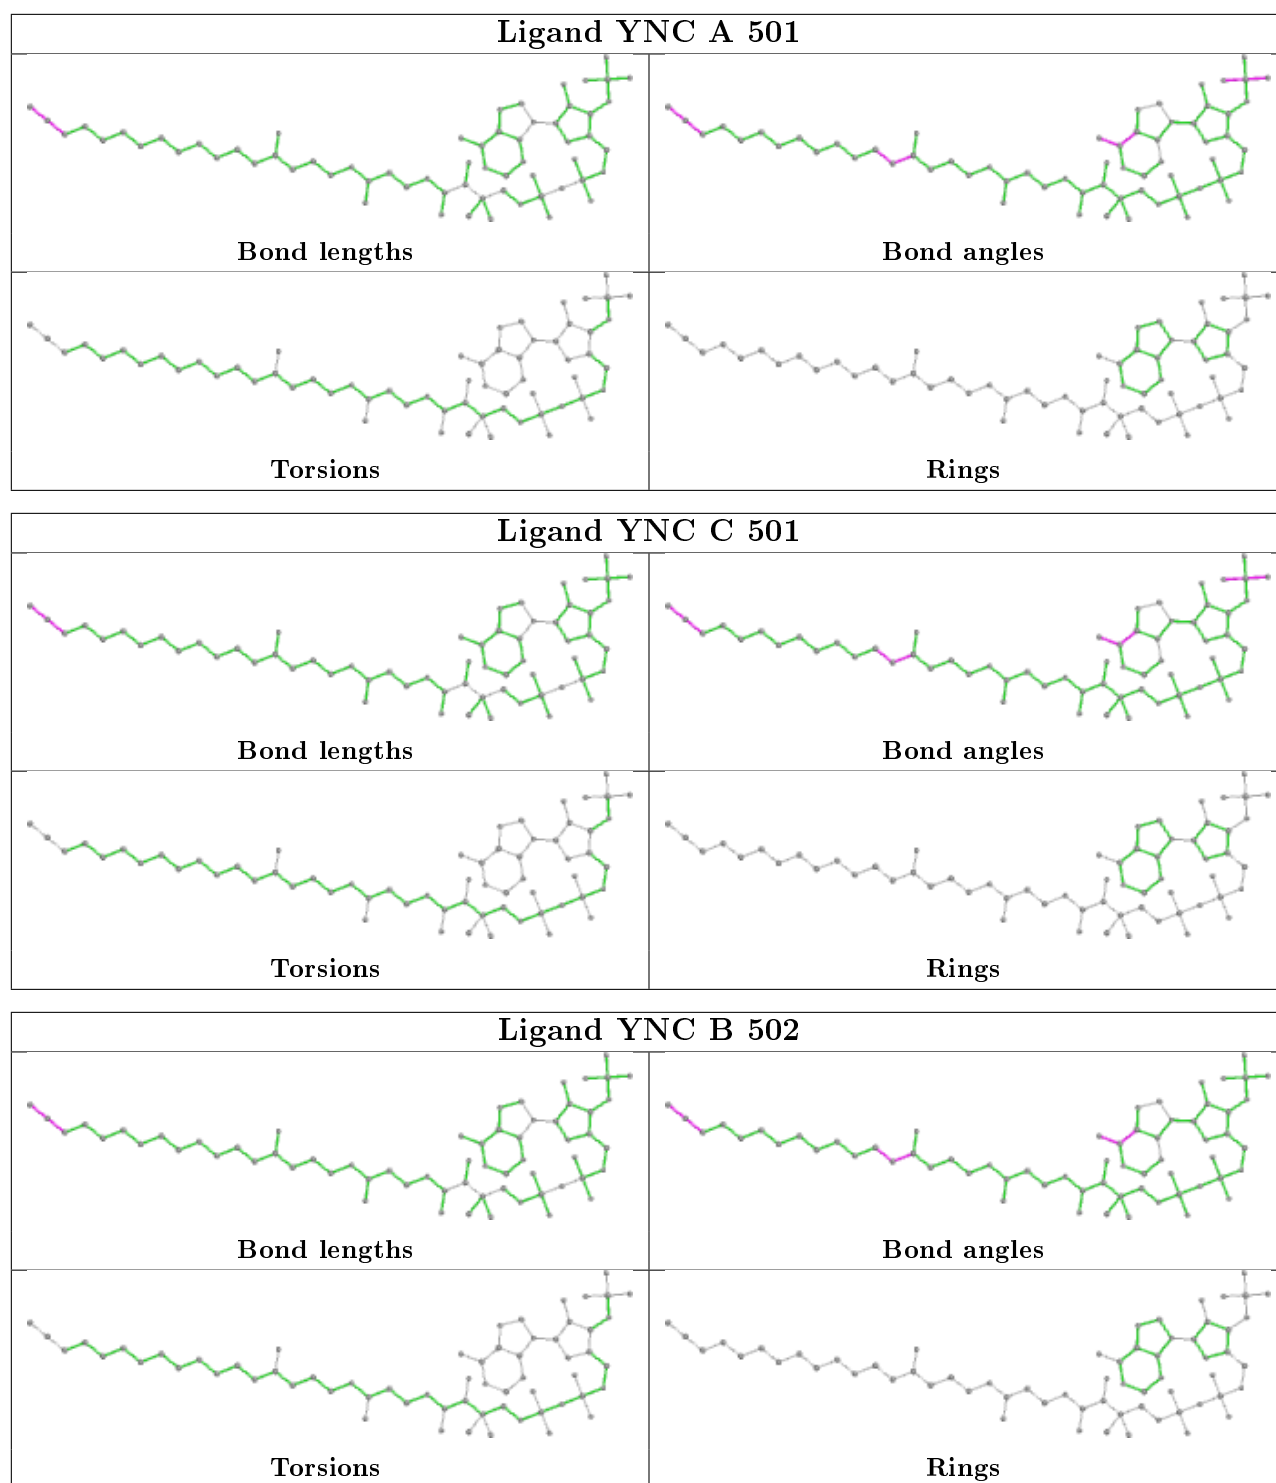 Ligand YNC A 501
Bond lengths
Bond angles
Torsions
Rings
Ligand YNC C 501
Bond lengths
Bond angles
Torsions
Rings
Ligand YNC B 502
Bond lengths
Bond angles
Torsions
Rings